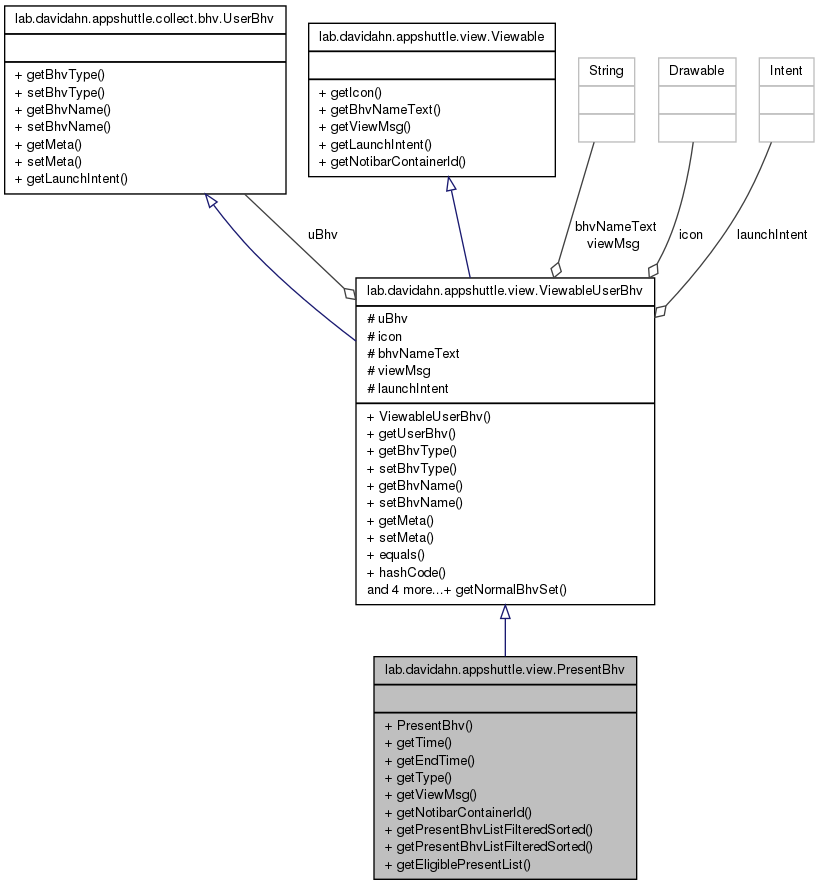 lab.davidahn.appshuttle.collect.bhv.UserBhv
+ getBhvType()
+ setBhvType()
+ getBhvName()
+ setBhvName()
+ getMeta()
+ setMeta()
+ getLaunchIntent()
lab.davidahn.appshuttle.view.Viewable
+ getIcon()
+ getBhvNameText()
+ getViewMsg()
+ getLaunchIntent()
+ getNotibarContainerId()
String
Drawable
Intent
uBhv
bhvNameText
viewMsg
icon
launchIntent
lab.davidahn.appshuttle.view.ViewableUserBhv
# uBhv
# icon
# bhvNameText
# viewMsg
# launchIntent
+ ViewableUserBhv()
+ getUserBhv()
+ getBhvType()
+ setBhvType()
+ getBhvName()
+ setBhvName()
+ getMeta()
+ setMeta()
+ equals()
+ hashCode()
and 4 more...+ getNormalBhvSet()
lab.davidahn.appshuttle.view.PresentBhv
+ PresentBhv()
+ getTime()
+ getEndTime()
+ getType()
+ getViewMsg()
+ getNotibarContainerId()
+ getPresentBhvListFilteredSorted()
+ getPresentBhvListFilteredSorted()
+ getEligiblePresentList()